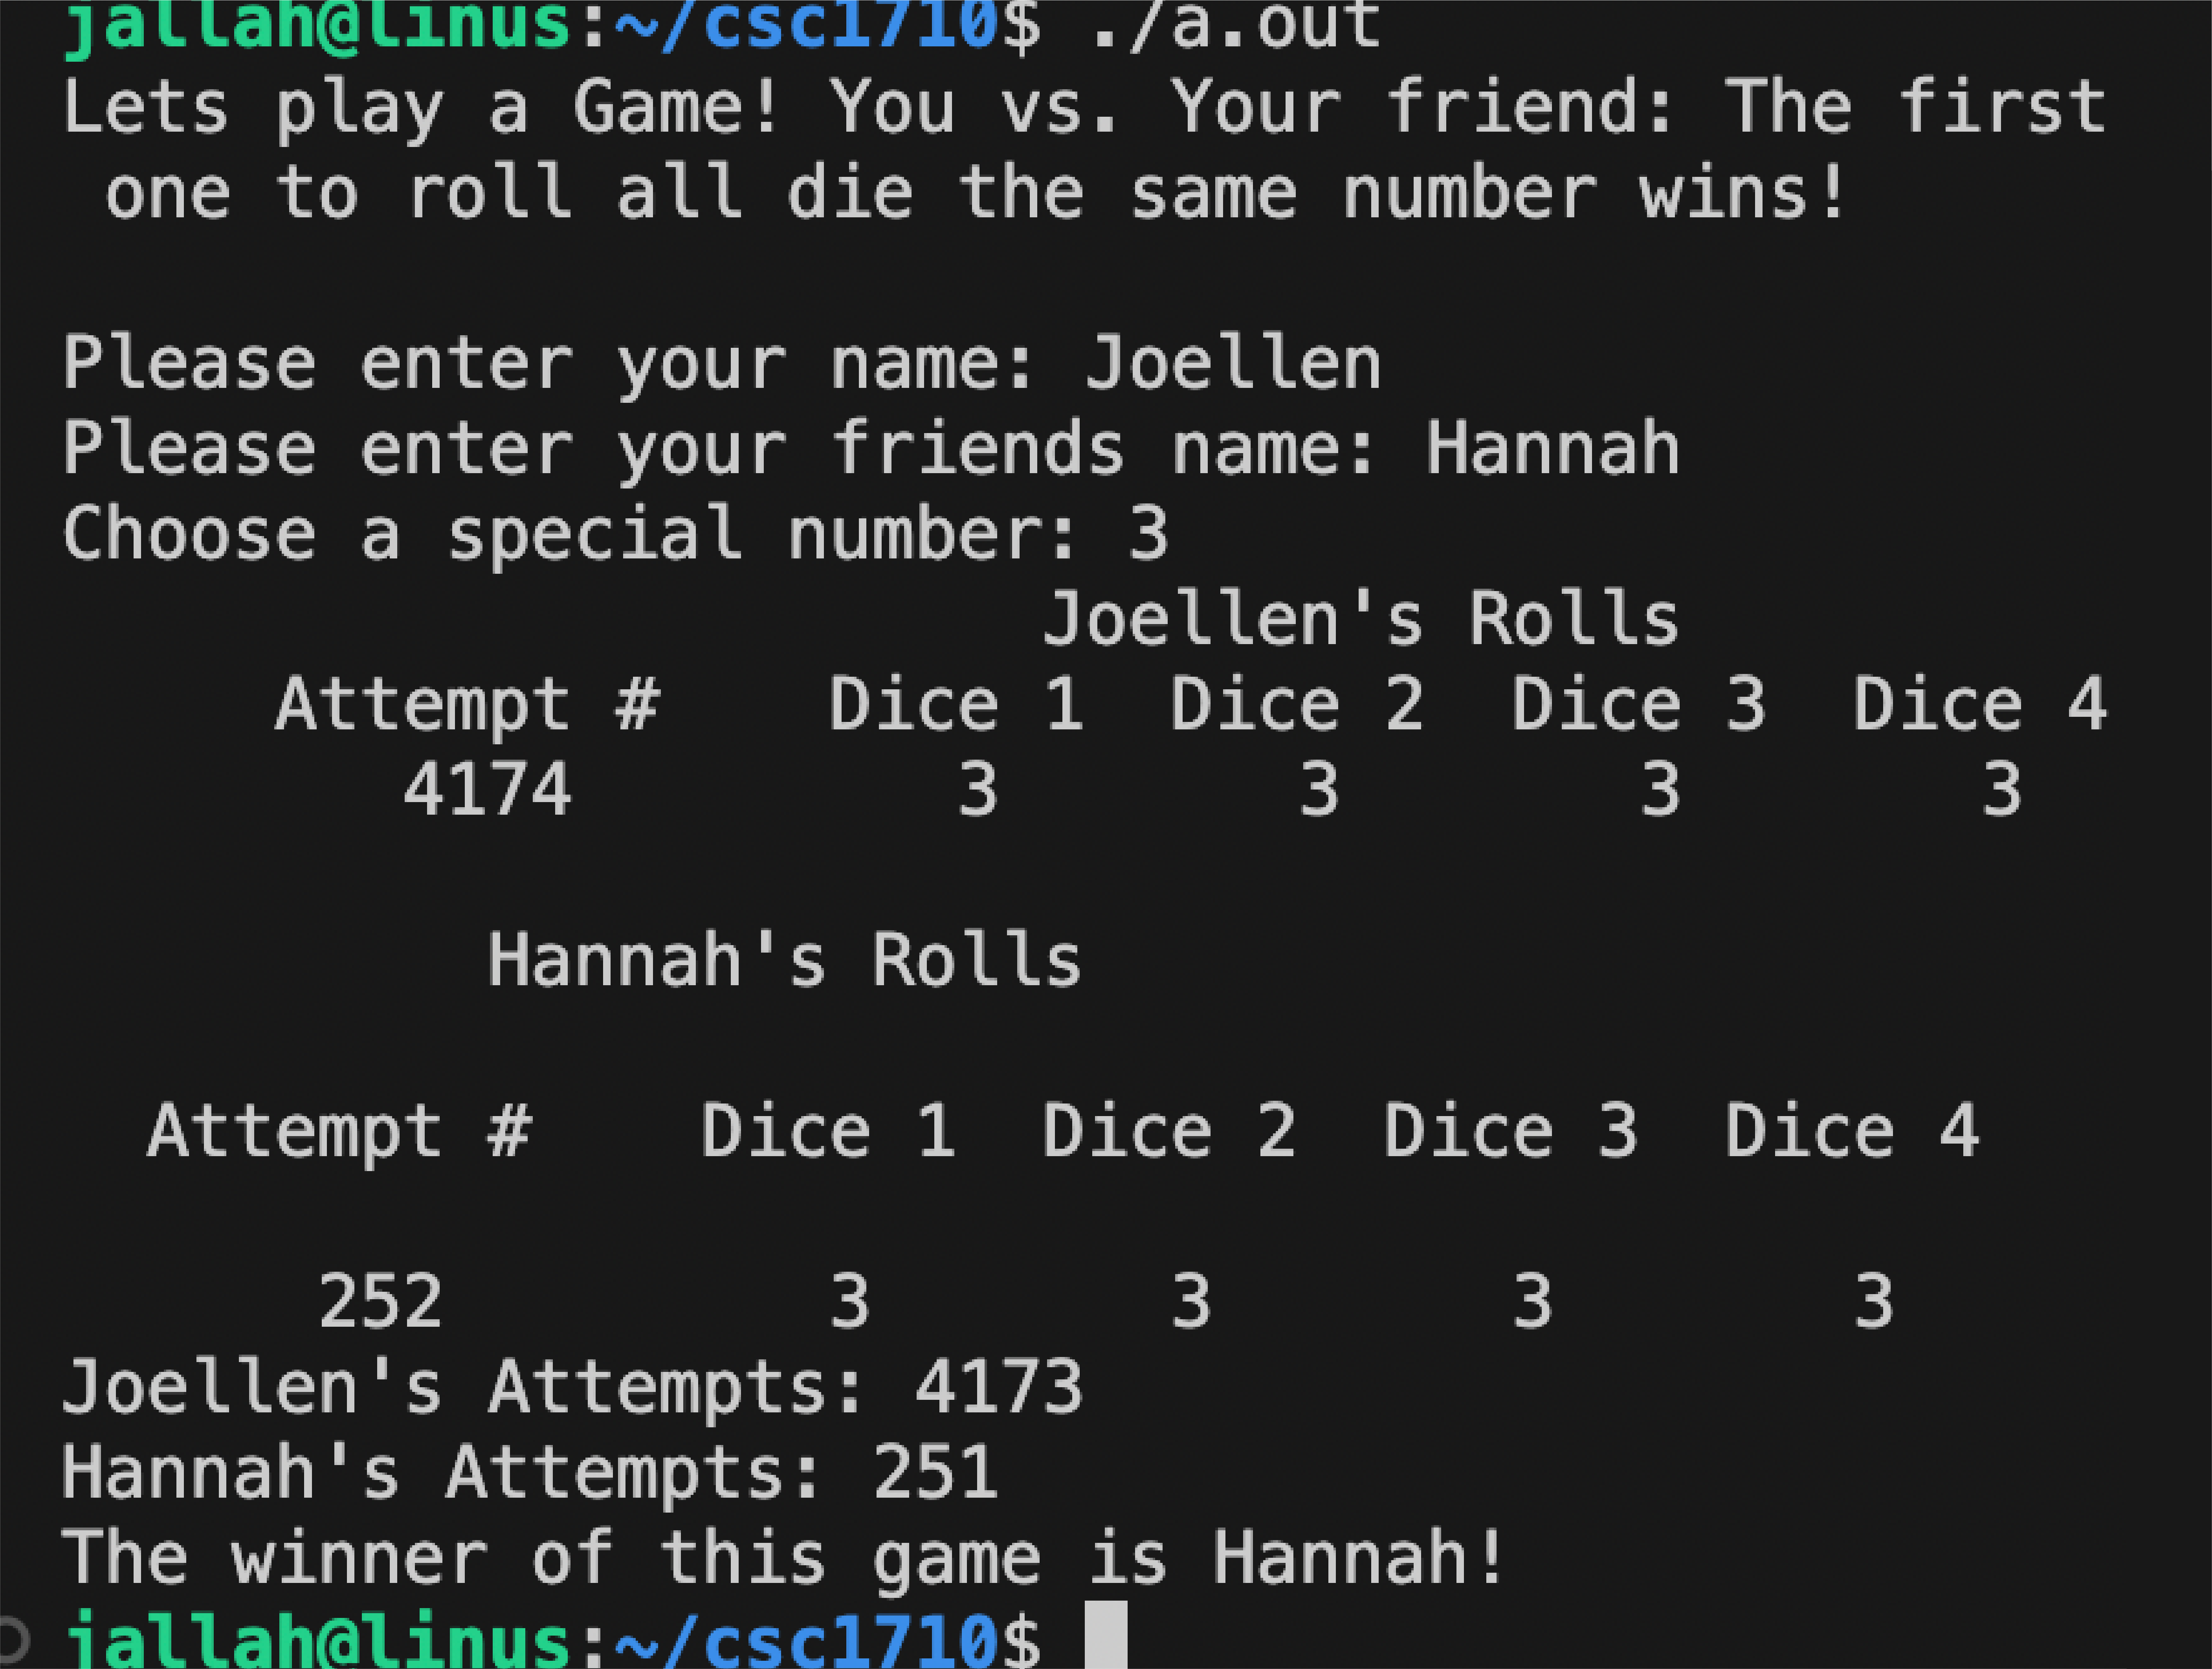 jallah@linus:~/csc1710$ ./a.out
Lets play a Game! You vs. Your friend: The first
one to roll all die the same number wins!
Please enter your name: Joellen
Please enter your friends name: Hannah
Choose a special number: 3
Joellen's Rolls
Attempt # Dice 1 Dice 2 Dice 3 Dice 4
4174 3 3 3 3
Hannah's Rolls
Attempt # Dice 1 Dice 2 Dice 3 Dice 4
252 3 3 3 3
Joellen's Attempts: 4173
Hannah's Attempts: 251
The winner of this game is Hannah!
jallah@linus:~/csc1710$